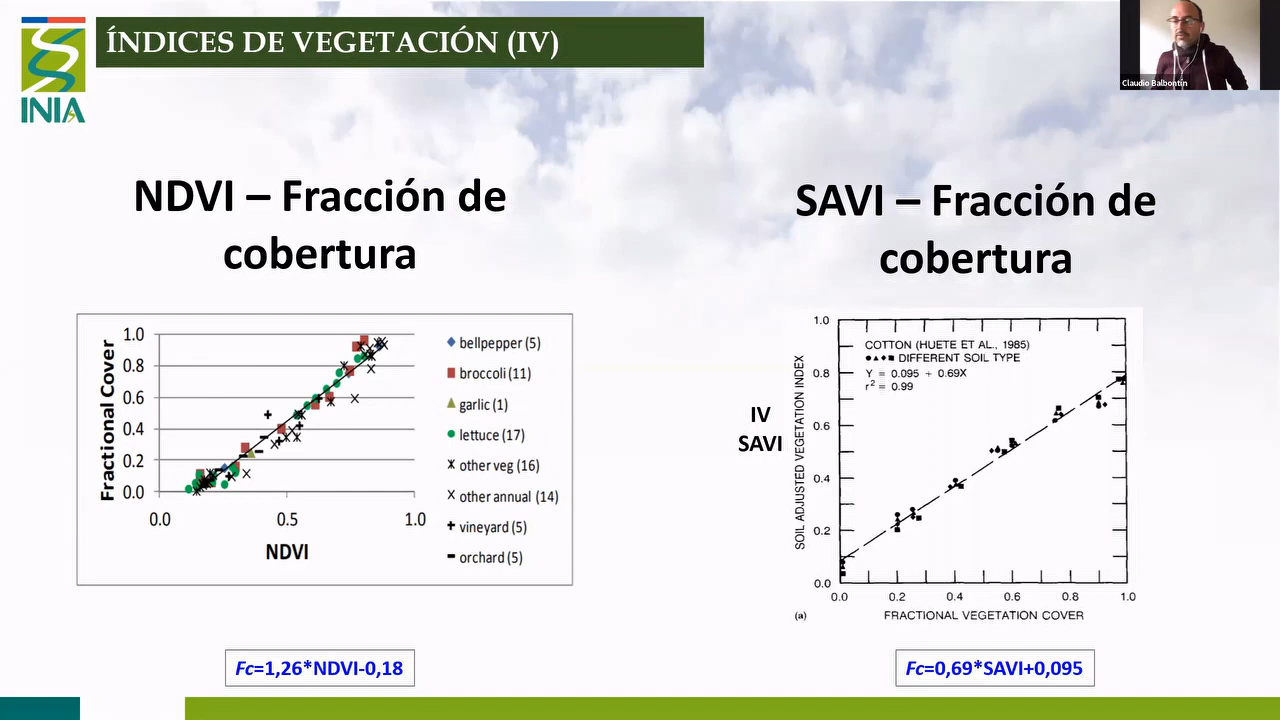 INIA
ÍNDICES DE VEGETACIÓN (IV)
Claudio Balbontín
NDVI – Fracción de
cobertura
Fractional Cover
1.0
0.8
0.6
0.4
0.2
0.0
0.0 0.5 1.0
NDVI
bellpepper (5)
broccoli (11)
garlic (1)
lettuce (17)
other veg (16)
other annual (14)
vineyard (5)
orchard (5)
Fc=1,26*NDVI-0,18
SAVI – Fracción de
cobertura
IV
SAVI
SOIL ADJUSTED VEGETATION INDEX
1.0
0.8
0.6
0.4
0.2
0.0
COTTON (HUETE ET AL., 1985)
DIFFERENT SOIL TYPE
Y = 0.095 + 0.69X
r² = 0.99
0.0 0.2 0.4 0.6 0.8 1.0
(a) FRACTIONAL VEGETATION COVER
Fc=0,69*SAVI+0,095